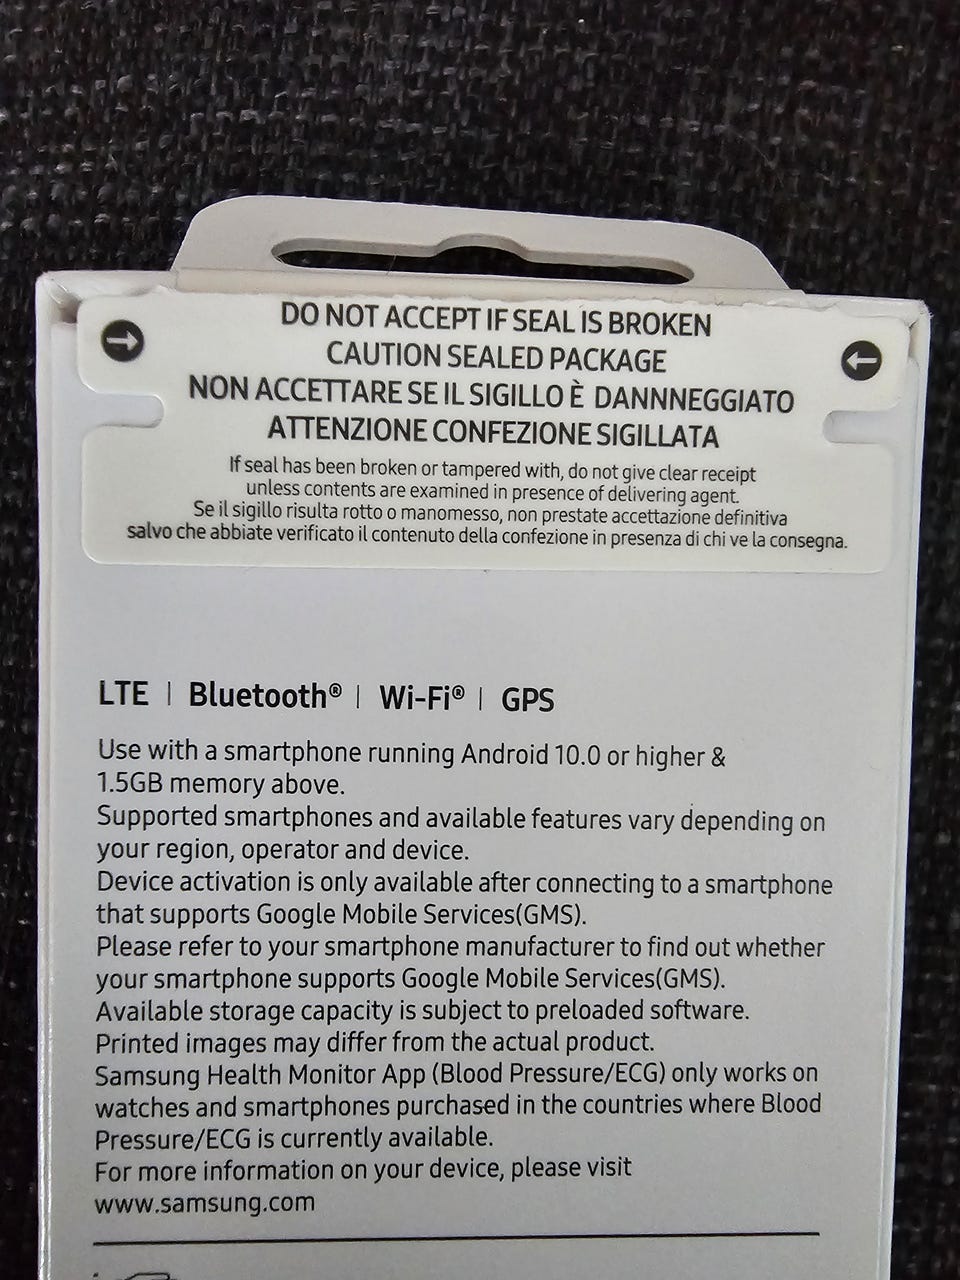 DO NOT ACCEPT IF SEAL IS BROKEN
CAUTION SEALED PACKAGE
NON ACCETTARE SE IL SIGILLO È DANNNEGGIATO
ATTENZIONE CONFEZIONE SIGILLATA
If seal has been broken or tampered with, do not give clear receipt
unless contents are examined in presence of delivering agent.
Se il sigillo risulta rotto o manomesso, non prestate accettazione definitiva
salvo che abbiate verificato il contenuto della confezione in presenza di chi ve la consegna.
LTE | Bluetooth® | Wi-Fi® | GPS
Use with a smartphone running Android 10.0 or higher &
1.5GB memory above.
Supported smartphones and available features vary depending on
your region, operator and device.
Device activation is only available after connecting to a smartphone
that supports Google Mobile Services(GMS).
Please refer to your smartphone manufacturer to find out whether
your smartphone supports Google Mobile Services(GMS).
Available storage capacity is subject to preloaded software.
Printed images may differ from the actual product.
Samsung Health Monitor App (Blood Pressure/ECG) only works on
watches and smartphones purchased in the countries where Blood
Pressure/ECG is currently available.
For more information on your device, please visit
www.samsung.com